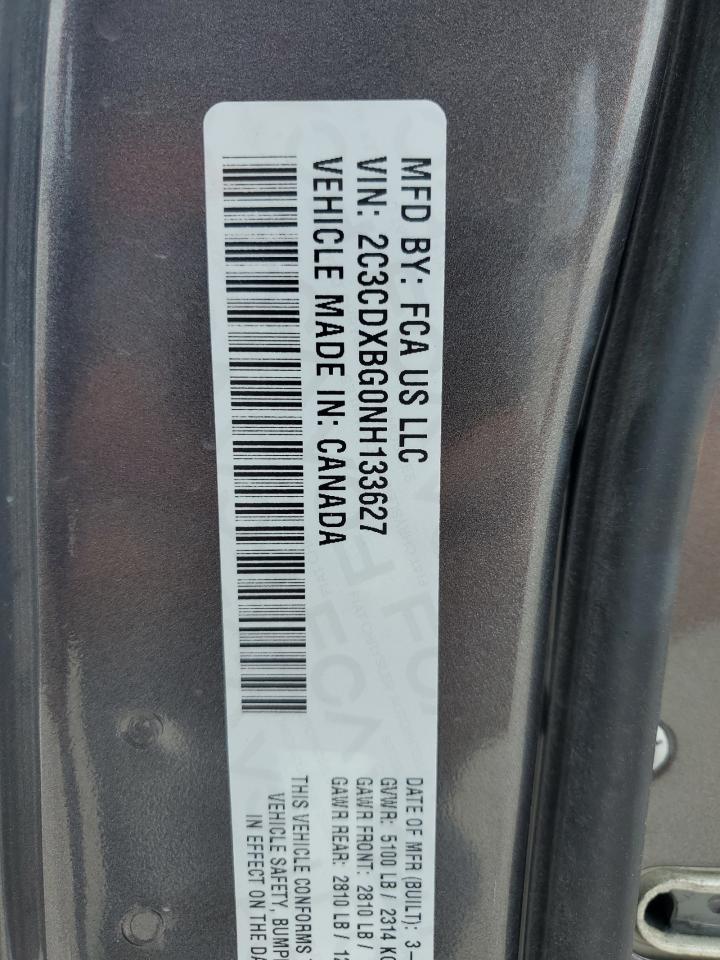 MFD BY: FCA US LLC
VIN: 2C3CDXBG0NH133627
VEHICLE MADE IN: CANADA
DATE OF MFR (BUILT): 3-
GVWR: 5100 LB / 2314 KG
GAWR FRONT: 2810 LB /
GAWR REAR: 2810 LB / 12
THIS VEHICLE CONFORMS
VEHICLE SAFETY, BUMP
IN EFFECT ON THE DA